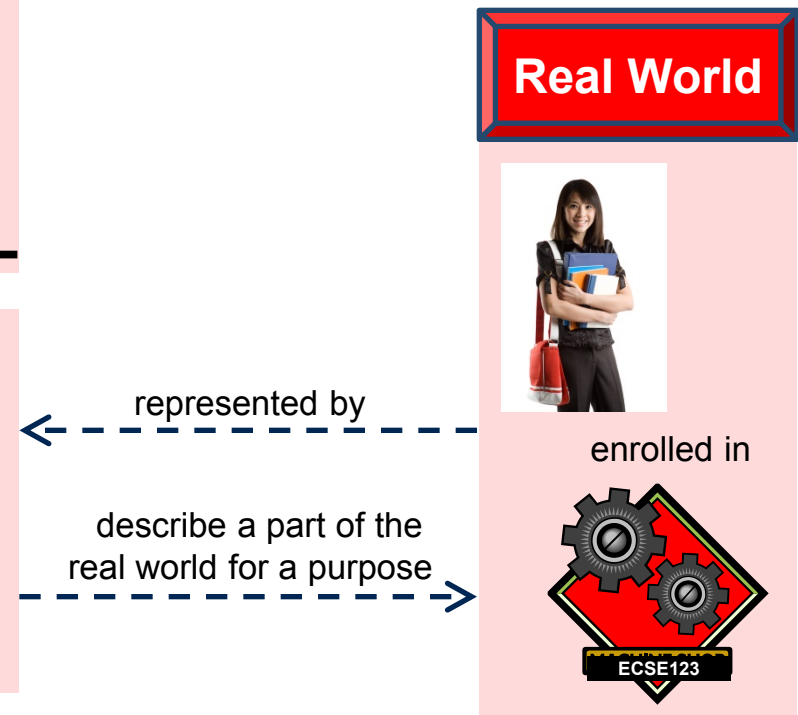 Real World
represented by
enrolled in
describe a part of the
real world for a purpose
ECSE123